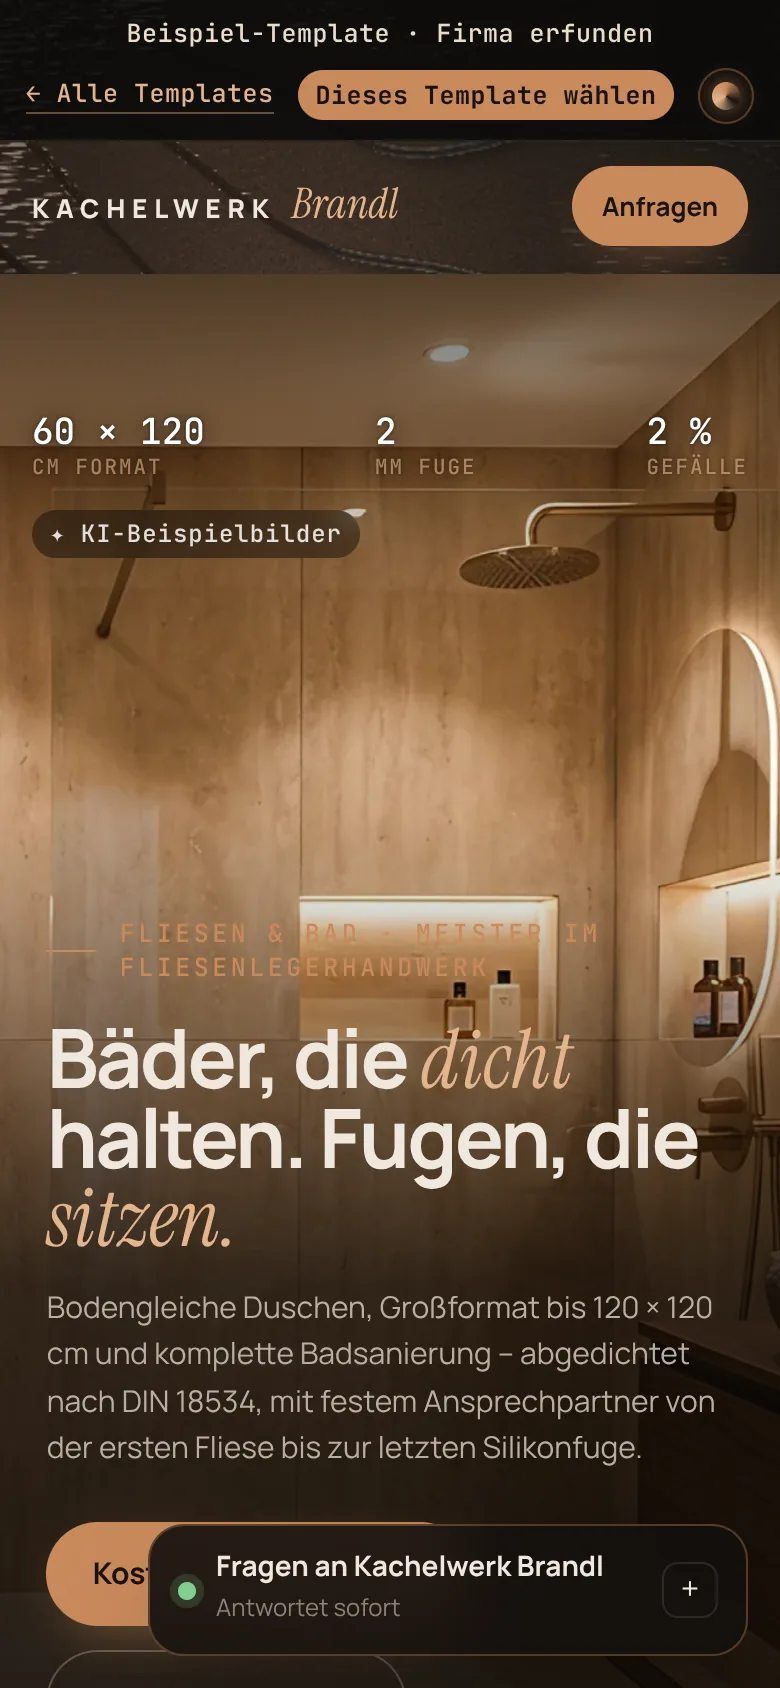 Beispiel-Template · Firma erfunden
← Alle Templates
Dieses Template wählen
KACHELWERK Brandl
Anfragen
60 × 120
CM FORMAT
2
MM FUGE
2 %
GEFÄLLE
✦ KI-Beispielbilder
FLIESEN & BAD · MEISTER IM
FLIESENLEGERHANDWERK
Bäder, die dicht
halten. Fugen, die
sitzen.
Bodengleiche Duschen, Großformat bis 120 × 120
cm und komplette Badsanierung – abgedichtet
nach DIN 18534, mit festem Ansprechpartner von
der ersten Fliese bis zur letzten Silikonfuge.
Fragen an Kachelwerk Brandl
Antwortet sofort
+